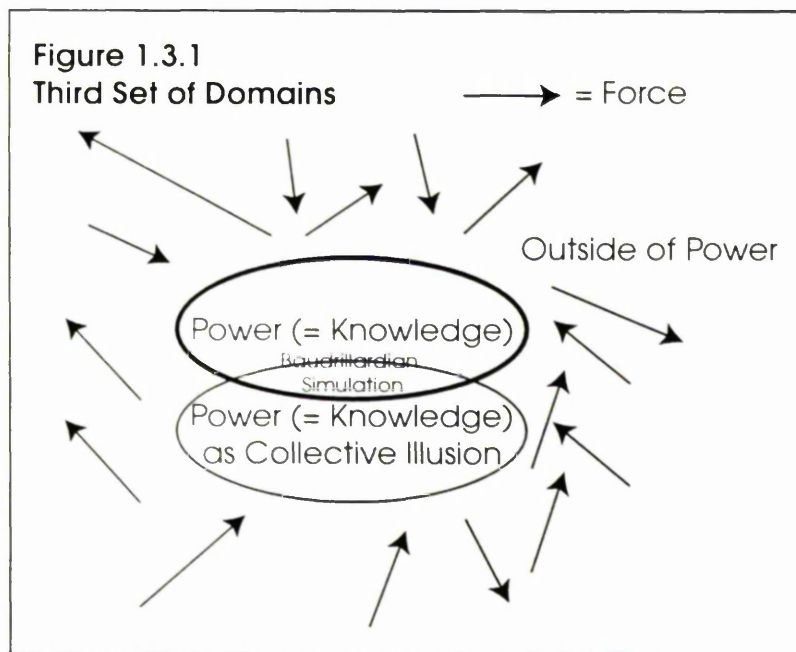 Figure 1.3.1
Third Set of Domains
= Force
Outside of Power
Power (= Knowledge)
Baudrillardian
Simulation
Power (= Knowledge)
as Collective Illusion